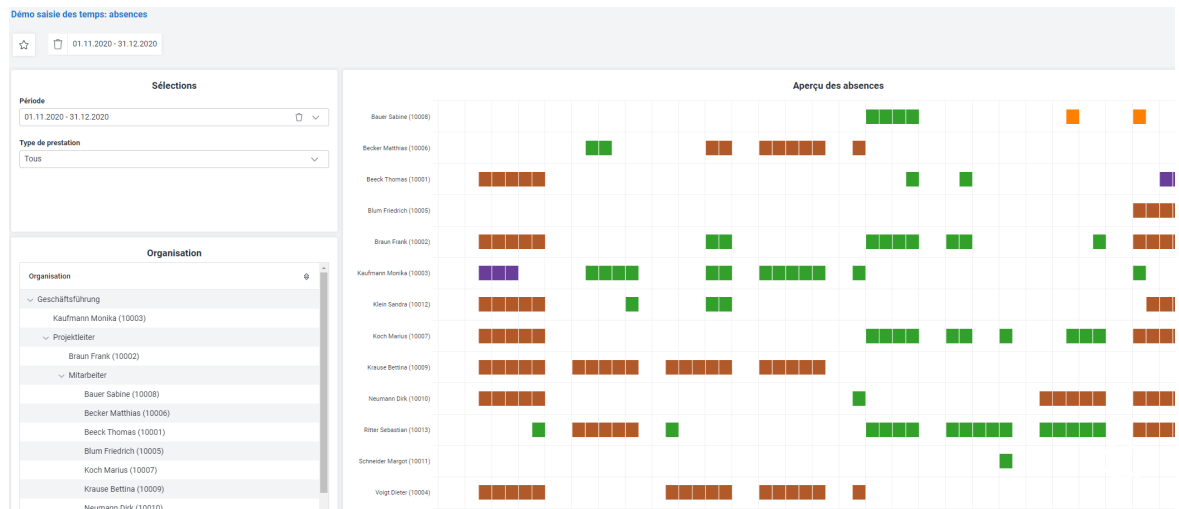 Démo saisie des temps: absences
01.11.2020 - 31.12.2020
Sélections
Période
01.11.2020 - 31.12.2020
Type de prestation
Tous
Organisation
Organisation
Geschäftsführung
Kaufmann Monika (10003)
Projektleiter
Braun Frank (10002)
Mitarbeiter
Bauer Sabine (10008)
Becker Matthias (10006)
Beeck Thomas (10001)
Blum Friedrich (10005)
Koch Marius (10007)
Krause Bettina (10009)
Neumann Dirk (10010)
Aperçu des absences
Bauer Sabine (10008)
Becker Matthias (10006)
Beeck Thomas (10001)
Blum Friedrich (10005)
Braun Frank (10002)
Kaufmann Monika (10003)
Klein Sandra (10012)
Koch Marius (10007)
Krause Bettina (10009)
Neumann Dirk (10010)
Ritter Sebastian (10013)
Schneider Margot (10011)
Voigt Dieter (10004)